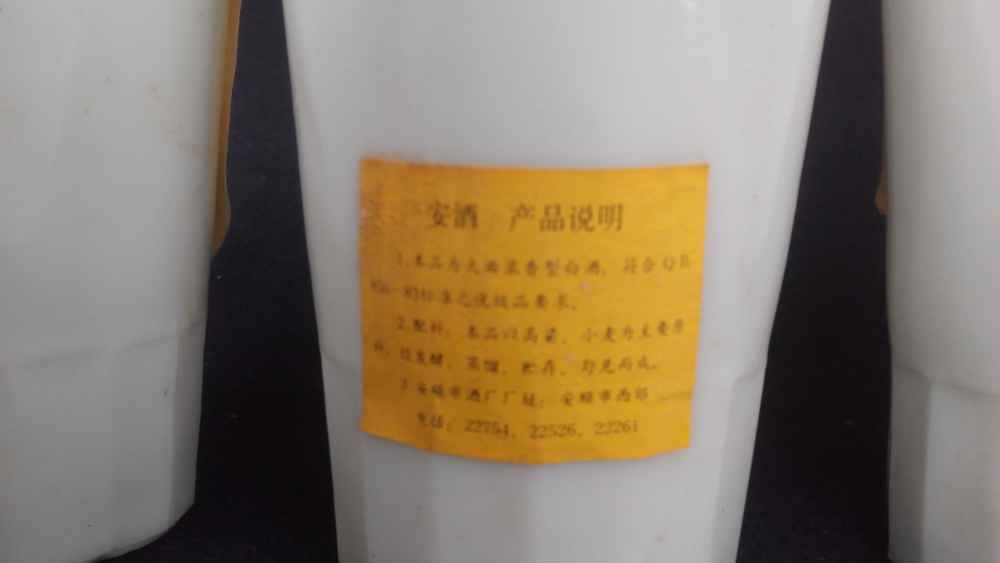 安酒 产品说明
1.本品为大曲浓香型白酒，符合
-83标准之优级品要求。
2.配料：本品以高粱、小麦为主要原
料，经发酵、蒸馏、贮存、勾兑而成。
3.安顺市酒厂厂址：安顺市西郊
电话：22754、22526、22261